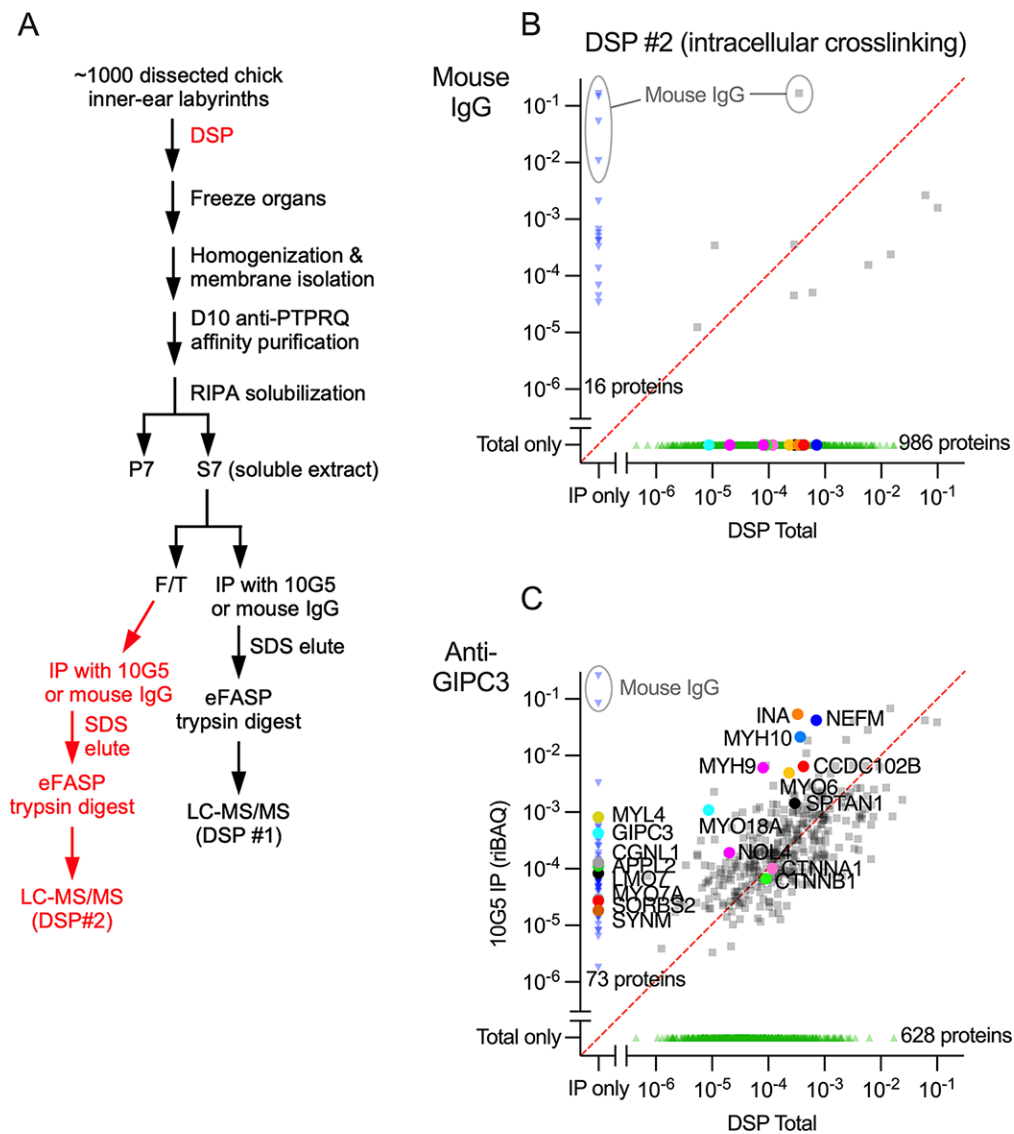 A
~1000 dissected chick
inner-ear labyrinths
DSP
Freeze organs
Homogenization &
membrane isolation
D10 anti-PTPRQ
affinity purification
RIPA solubilization
P7
S7 (soluble extract)
F/T
IP with 10G5
or mouse IgG
SDS elute
eFASP
trypsin digest
LC-MS/MS
(DSP #1)
IP with 10G5
or mouse IgG
SDS
elute
eFASP
trypsin digest
LC-MS/MS
(DSP#2)
B
DSP #2 (intracellular crosslinking)
Mouse
IgG
Mouse IgG
10-1
10-2
10-3
10-4
10-5
10-6
16 proteins
Total only
986 proteins
IP only
10-6
10-5
10-4
10-3
10-2
10-1
DSP Total
C
Anti-
GIPC3
Mouse IgG
10G5 IP (riBAQ)
10-1
10-2
10-3
10-4
10-5
10-6
INA
NEFM
MYH10
MYH9
CCDC102B
MYO6
SPTAN1
MYO18A
MYL4
GIPC3
CGNL1
APPL2
LMO7
MYO7A
SORBS2
SYNM
NOL4
CTNNA1
CTNNB1
73 proteins
Total only
628 proteins
IP only
10-6
10-5
10-4
10-3
10-2
10-1
DSP Total